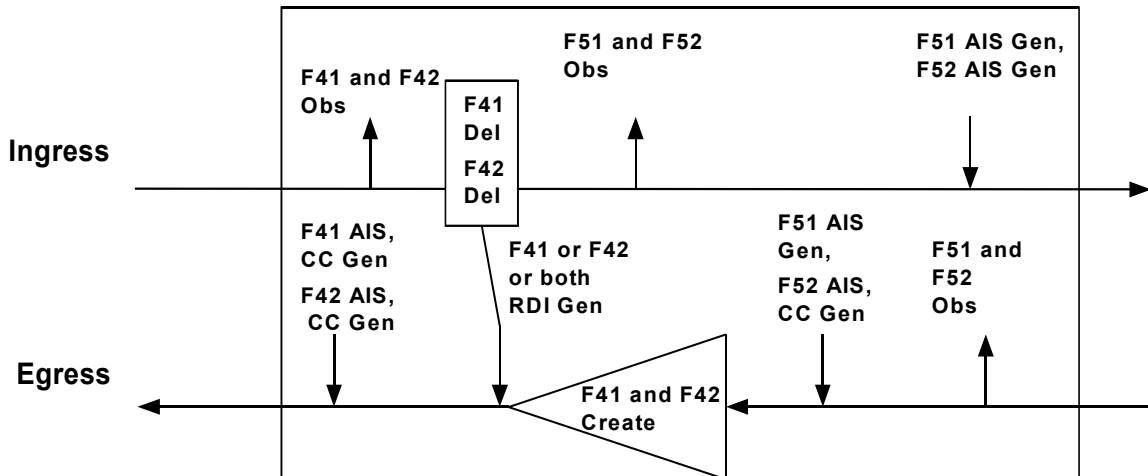 F51 and F52
Obs
F51 AIS Gen,
F52 AIS Gen
F41 and F42
Obs
F41
Del
F42
Del
Ingress
F41 AIS,
CC Gen
F42 AIS,
CC Gen
F41 or F42
or both
RDI Gen
F51 AIS
Gen,
F52 AIS,
CC Gen
F51 and
F52
Obs
Egress
F41 and F42
Create